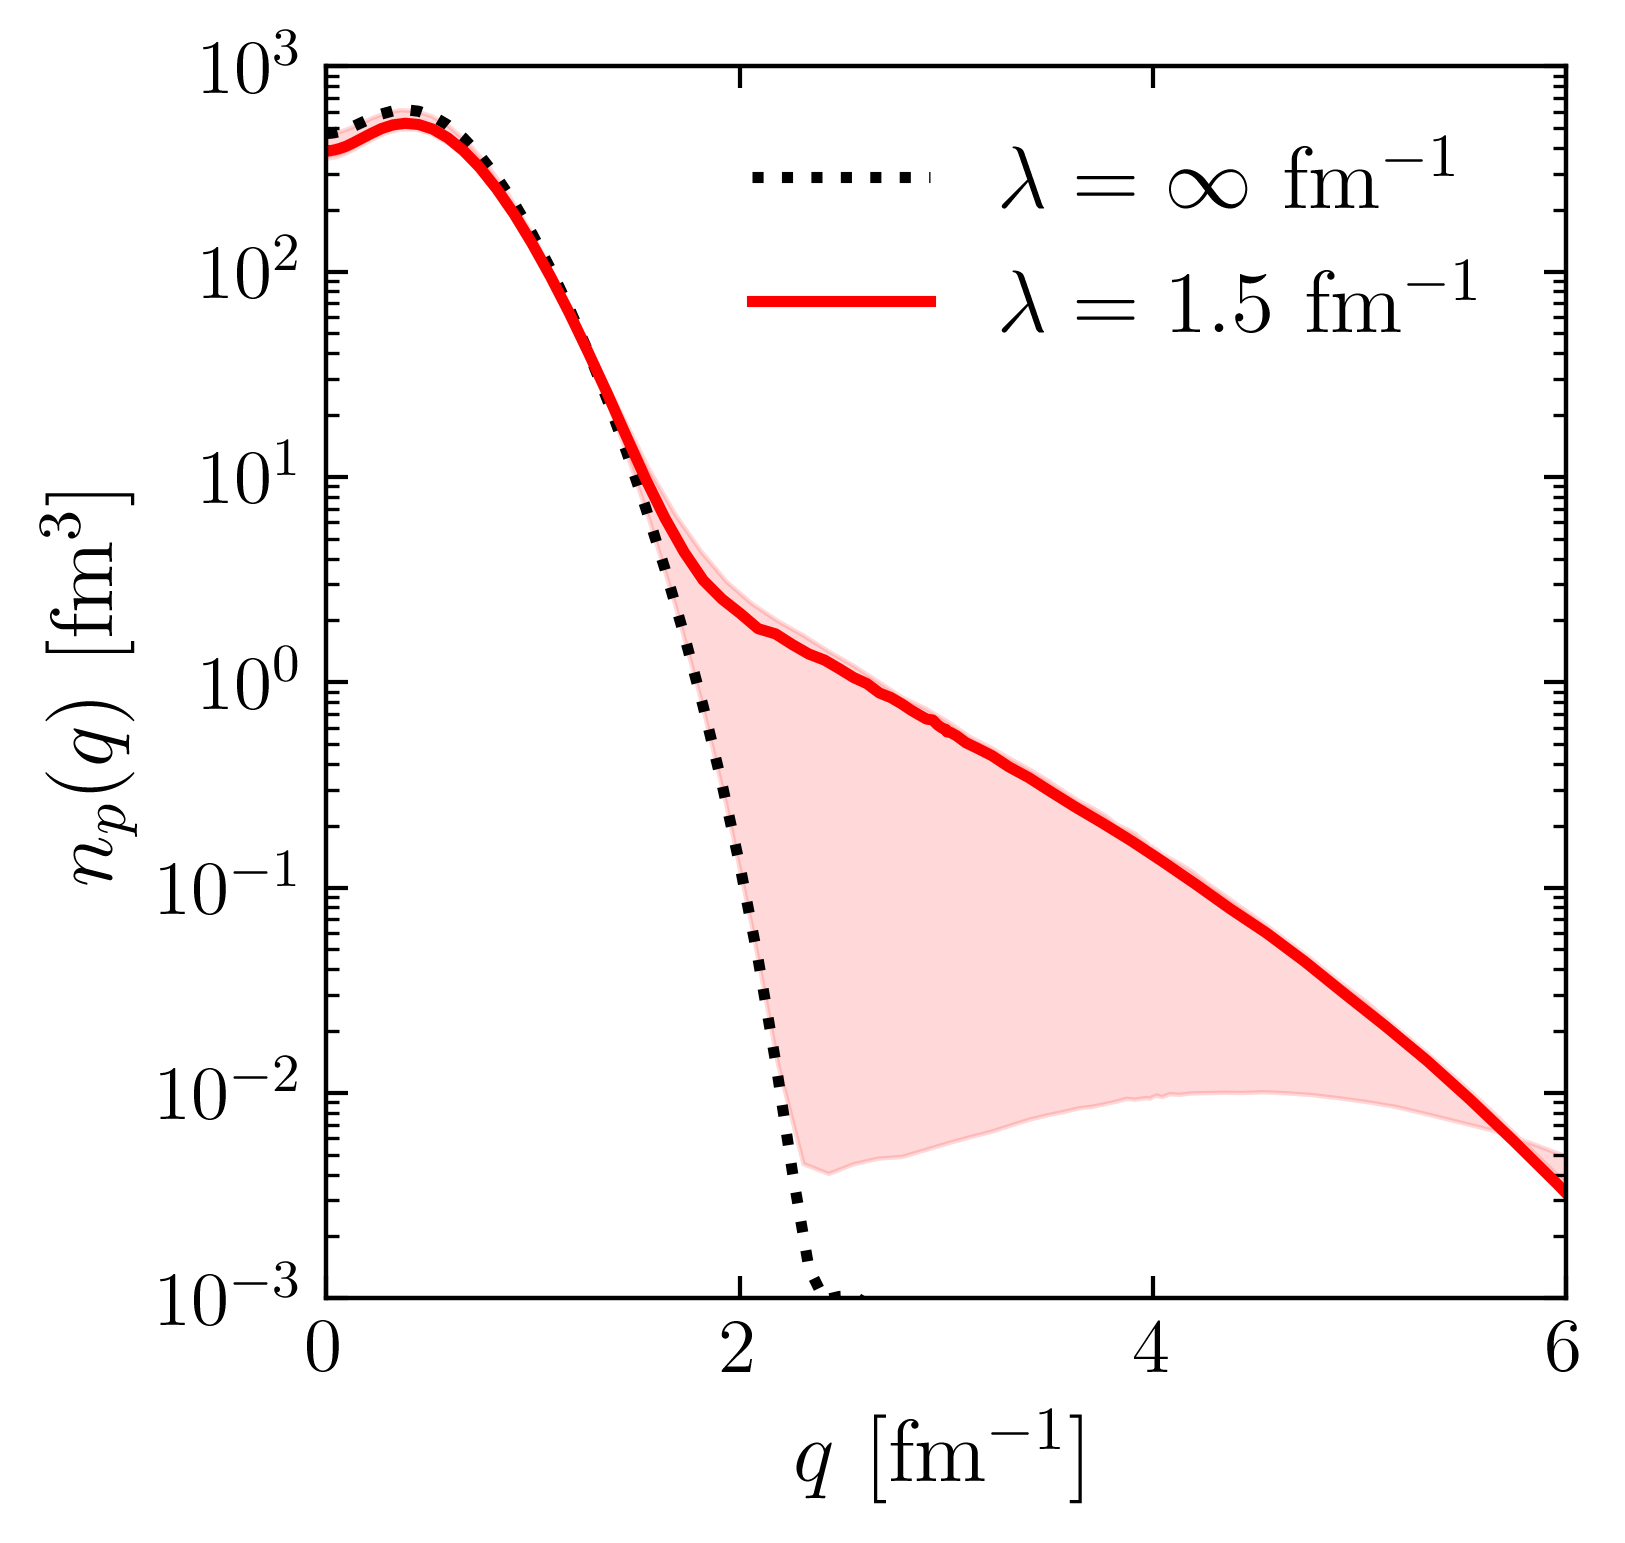 10³
10²
10¹
10⁰
10⁻¹
10⁻²
10⁻³
n_p(q) [fm³]
λ = ∞ fm⁻¹
λ = 1.5 fm⁻¹
0 2 4 6
q [fm⁻¹]